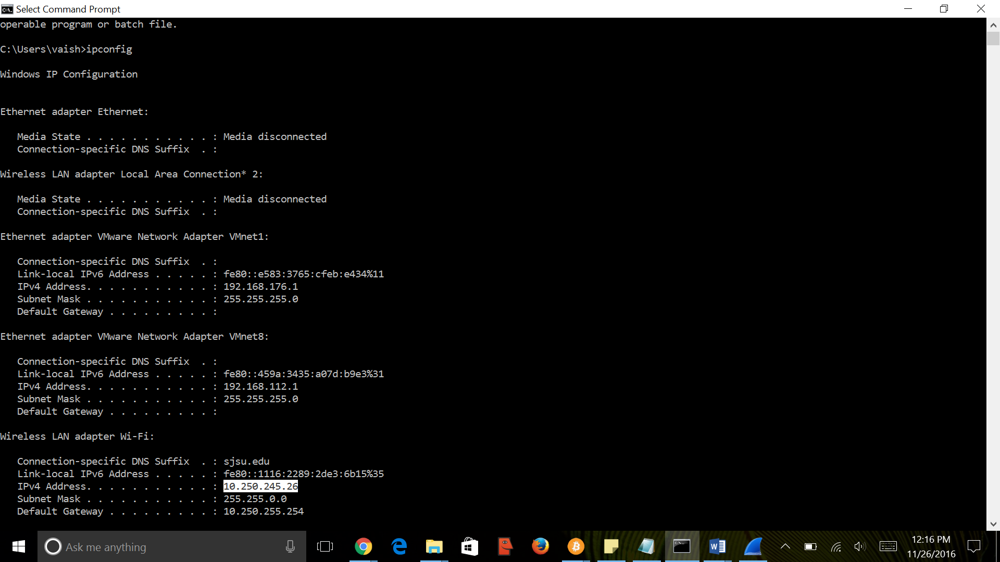 Select Command Prompt
operable program or batch file.
C:\Users\vaish>ipconfig
Windows IP Configuration
Ethernet adapter Ethernet:
Media State . . . . . . . . . . . : Media disconnected
Connection-specific DNS Suffix  . :
Wireless LAN adapter Local Area Connection* 2:
Media State . . . . . . . . . . . : Media disconnected
Connection-specific DNS Suffix  . :
Ethernet adapter VMware Network Adapter VMnet1:
Connection-specific DNS Suffix  . :
Link-local IPv6 Address . . . . . : fe80::e583:3765:cfeb:e434%11
IPv4 Address. . . . . . . . . . . : 192.168.176.1
Subnet Mask . . . . . . . . . . . : 255.255.255.0
Default Gateway . . . . . . . . . :
Ethernet adapter VMware Network Adapter VMnet8:
Connection-specific DNS Suffix  . :
Link-local IPv6 Address . . . . . : fe80::459a:3435:a07d:b9e3%31
IPv4 Address. . . . . . . . . . . : 192.168.112.1
Subnet Mask . . . . . . . . . . . : 255.255.255.0
Default Gateway . . . . . . . . . :
Wireless LAN adapter Wi-Fi:
Connection-specific DNS Suffix  . : sjsu.edu
Link-local IPv6 Address . . . . . : fe80::1116:2289:2de3:6b15%35
IPv4 Address. . . . . . . . . . . : 10.250.245.26
Subnet Mask . . . . . . . . . . . : 255.255.0.0
Default Gateway . . . . . . . . . : 10.250.255.254
Ask me anything
12:16 PM
11/26/2016